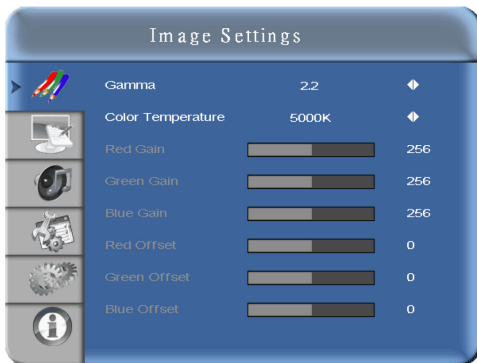 Image Settings
Gamma 2.2
Color Temperature 5000K
Red Gain 256
Green Gain 256
Blue Gain 256
Red Offset 0
Green Offset 0
Blue Offset 0